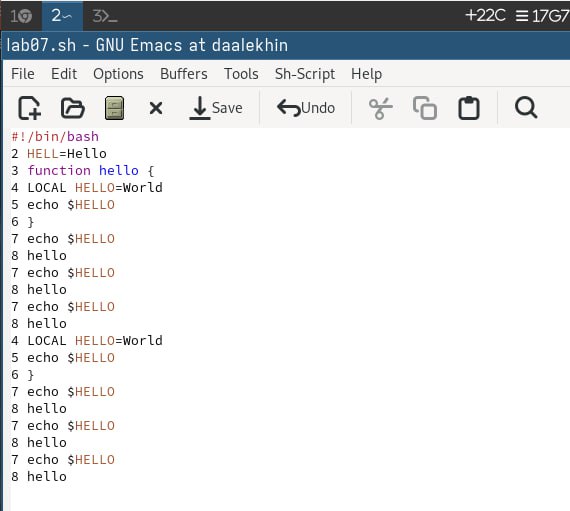 1
2
3
+22C
17G7
lab07.sh - GNU Emacs at daalekhin
File Edit Options Buffers Tools Sh-Script Help
Save Undo
#!/bin/bash
2 HELL=Hello
3 function hello {
4 LOCAL HELLO=World
5 echo $HELLO
6 }
7 echo $HELLO
8 hello
7 echo $HELLO
8 hello
7 echo $HELLO
8 hello
4 LOCAL HELLO=World
5 echo $HELLO
6 }
7 echo $HELLO
8 hello
7 echo $HELLO
8 hello
7 echo $HELLO
8 hello